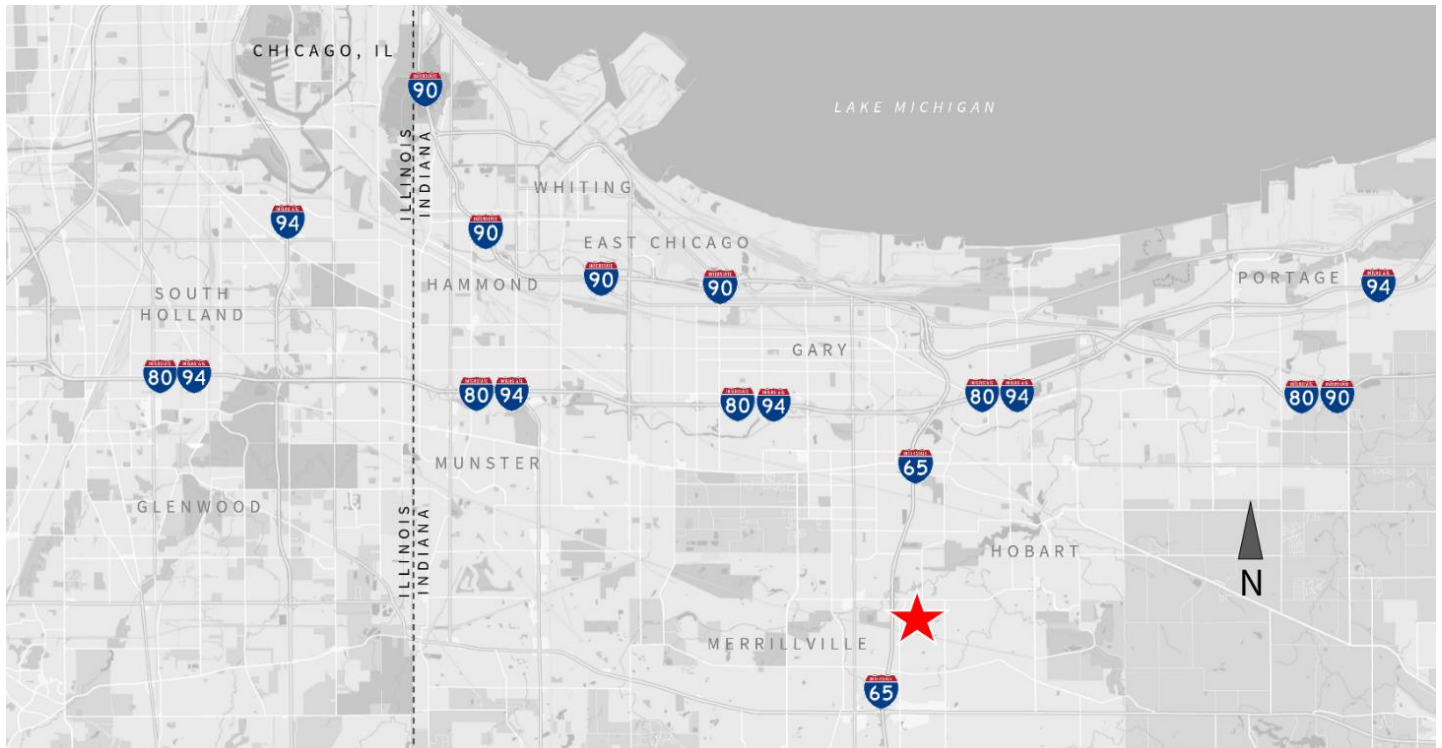 CHICAGO, IL
90
LAKE MICHIGAN
ILLINOIS
INDIANA
WHITING
94
90
EAST CHICAGO
90
90
HAMMOND
PORTAGE
94
SOUTH
HOLLAND
GARY
80 94
80 94
80 94
80 94
80 90
MUNSTER
65
GLENWOOD
ILLINOIS
INDIANA
HOBART
N
MERRILLVILLE
65